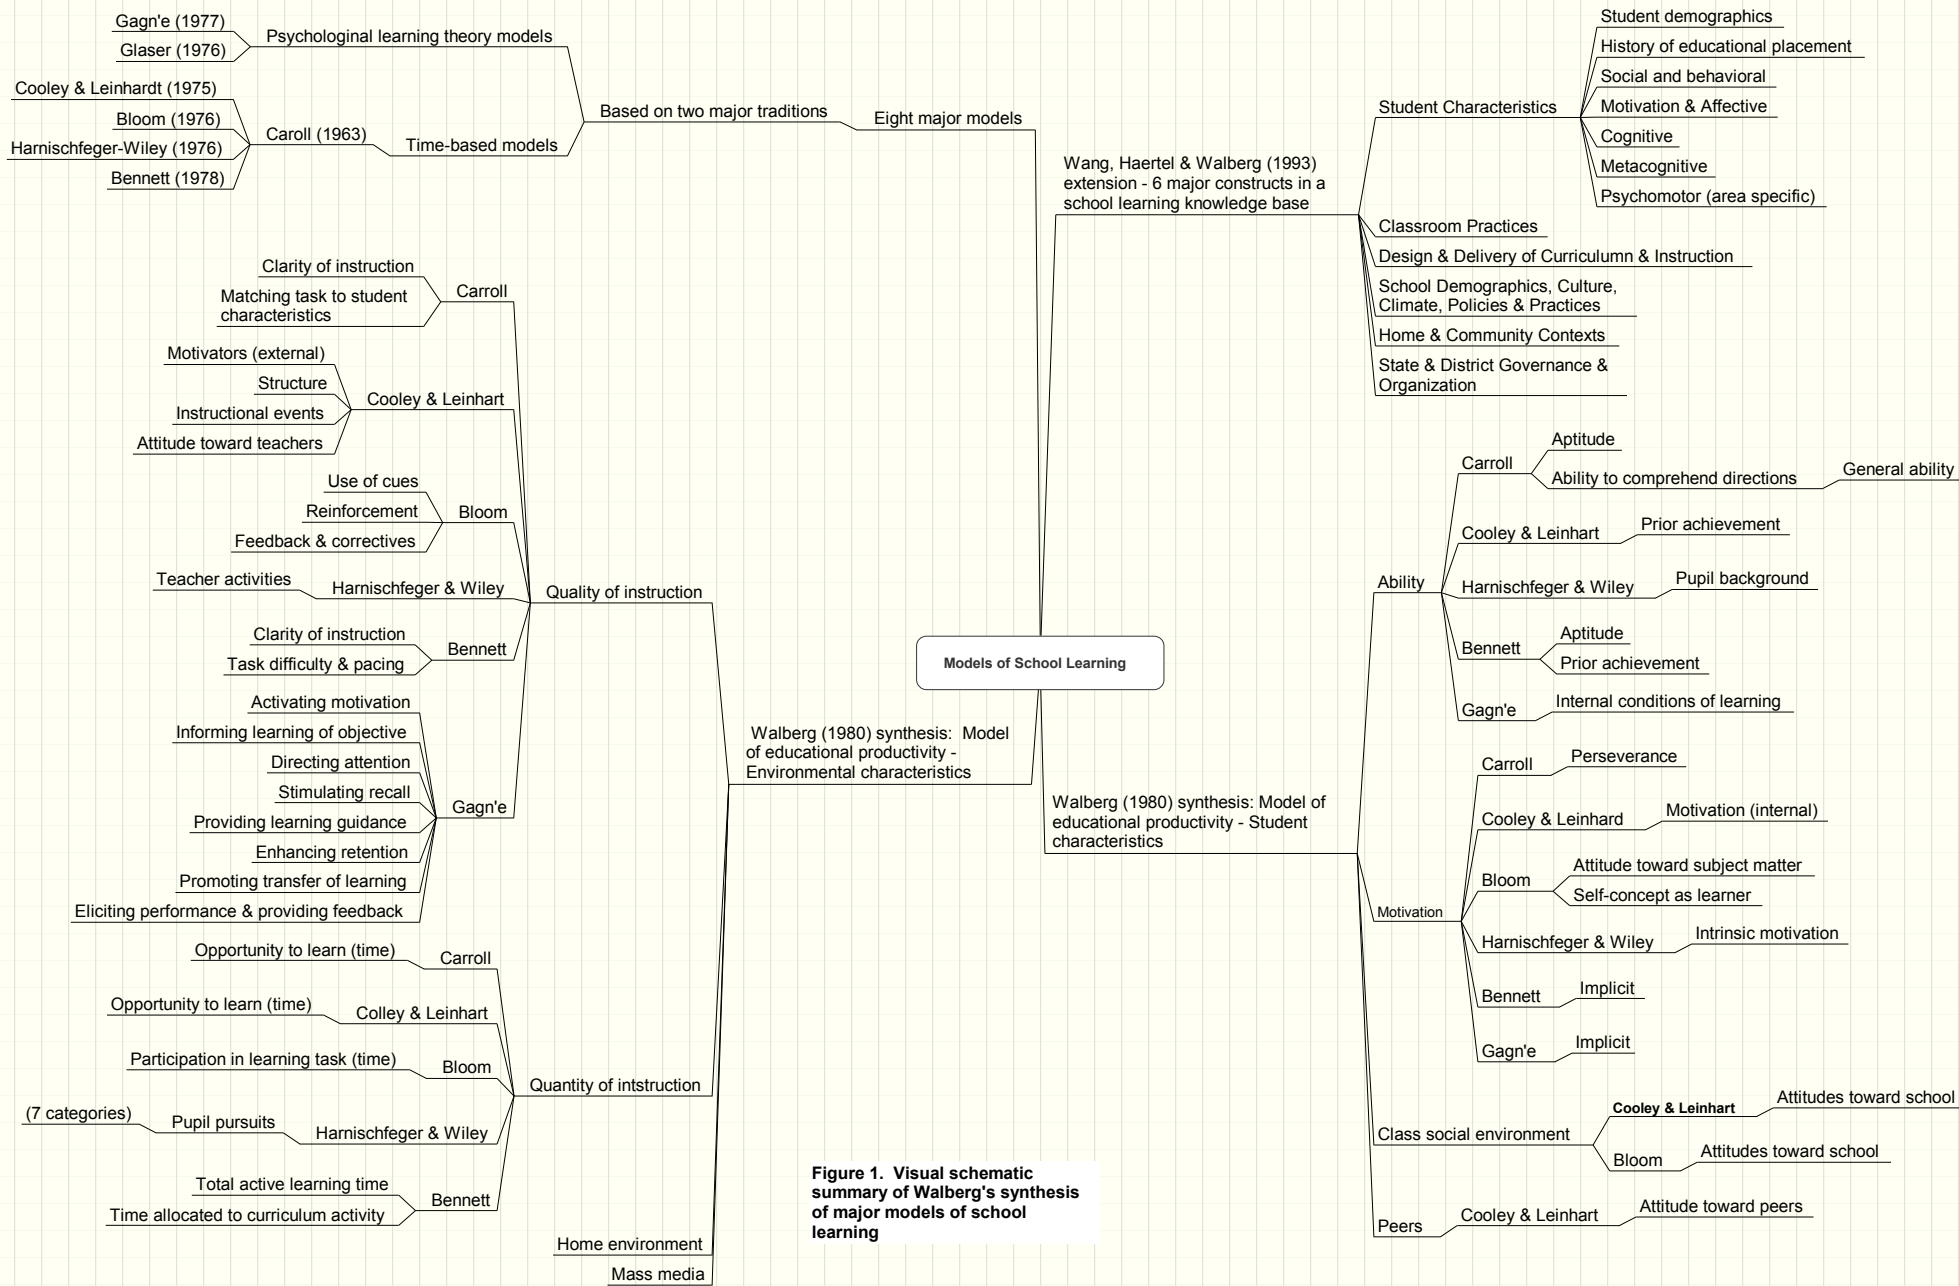 Gagn'e (1977)
Glaser (1976)
Psychologinal learning theory models
Cooley & Leinhardt (1975)
Bloom (1976)
Harnischfeger-Wiley (1976)
Bennett (1978)
Caroll (1963)
Time-based models
Based on two major traditions
Eight major models
Wang, Haertel & Walberg (1993)
extension - 6 major constructs in a
school learning knowledge base
Student Characteristics
Student demographics
History of educational placement
Social and behavioral
Motivation & Affective
Cognitive
Metacognitive
Psychomotor (area specific)
Classroom Practices
Design & Delivery of Curriculumn & Instruction
School Demographics, Culture,
Climate, Policies & Practices
Home & Community Contexts
State & District Governance &
Organization
Clarity of instruction
Matching task to student
characteristics
Carroll
Motivators (external)
Structure
Instructional events
Attitude toward teachers
Cooley & Leinhart
Use of cues
Reinforcement
Feedback & correctives
Bloom
Teacher activities
Harnischfeger & Wiley
Clarity of instruction
Task difficulty & pacing
Bennett
Activating motivation
Informing learning of objective
Directing attention
Stimulating recall
Providing learning guidance
Enhancing retention
Promoting transfer of learning
Eliciting performance & providing feedback
Gagn'e
Quality of instruction
Opportunity to learn (time)
Carroll
Opportunity to learn (time)
Colley & Leinhart
Participation in learning task (time)
Bloom
(7 categories)
Pupil pursuits
Harnischfeger & Wiley
Total active learning time
Time allocated to curriculum activity
Bennett
Quantity of intstruction
Home environment
Mass media
Walberg (1980) synthesis: Model
of educational productivity -
Environmental characteristics
Models of School Learning
Walberg (1980) synthesis: Model of
educational productivity - Student
characteristics
Ability
Carroll
Aptitude
Ability to comprehend directions
General ability
Cooley & Leinhart
Prior achievement
Harnischfeger & Wiley
Pupil background
Bennett
Aptitude
Prior achievement
Gagn'e
Internal conditions of learning
Motivation
Carroll
Perseverance
Cooley & Leinhard
Motivation (internal)
Bloom
Attitude toward subject matter
Self-concept as learner
Harnischfeger & Wiley
Intrinsic motivation
Bennett
Implicit
Gagn'e
Implicit
Class social environment
Cooley & Leinhart
Attitudes toward school
Bloom
Attitudes toward school
Peers
Cooley & Leinhart
Attitude toward peers
Figure 1. Visual schematic
summary of Walberg's synthesis
of major models of school
learning